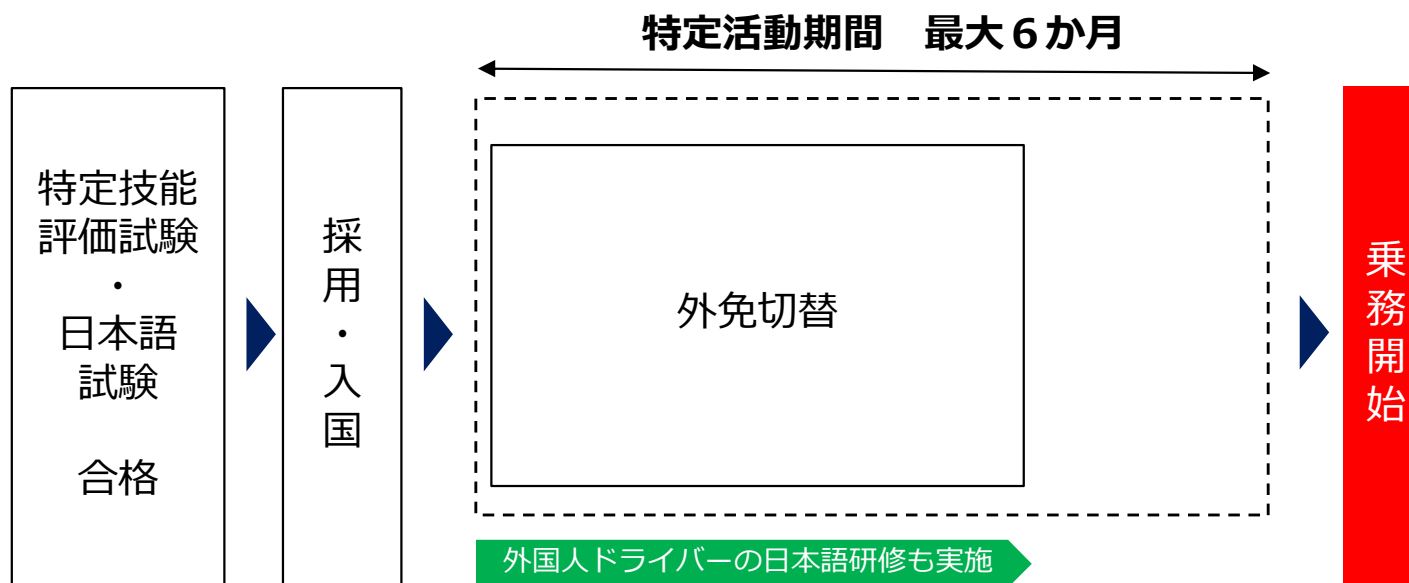 特定活動期間　最大６か月
特定技能
評価試験
・
日本語
試験
合格
採
用
・
入
国
外免切替
乗
務
開
始
外国人ドライバーの日本語研修も実施